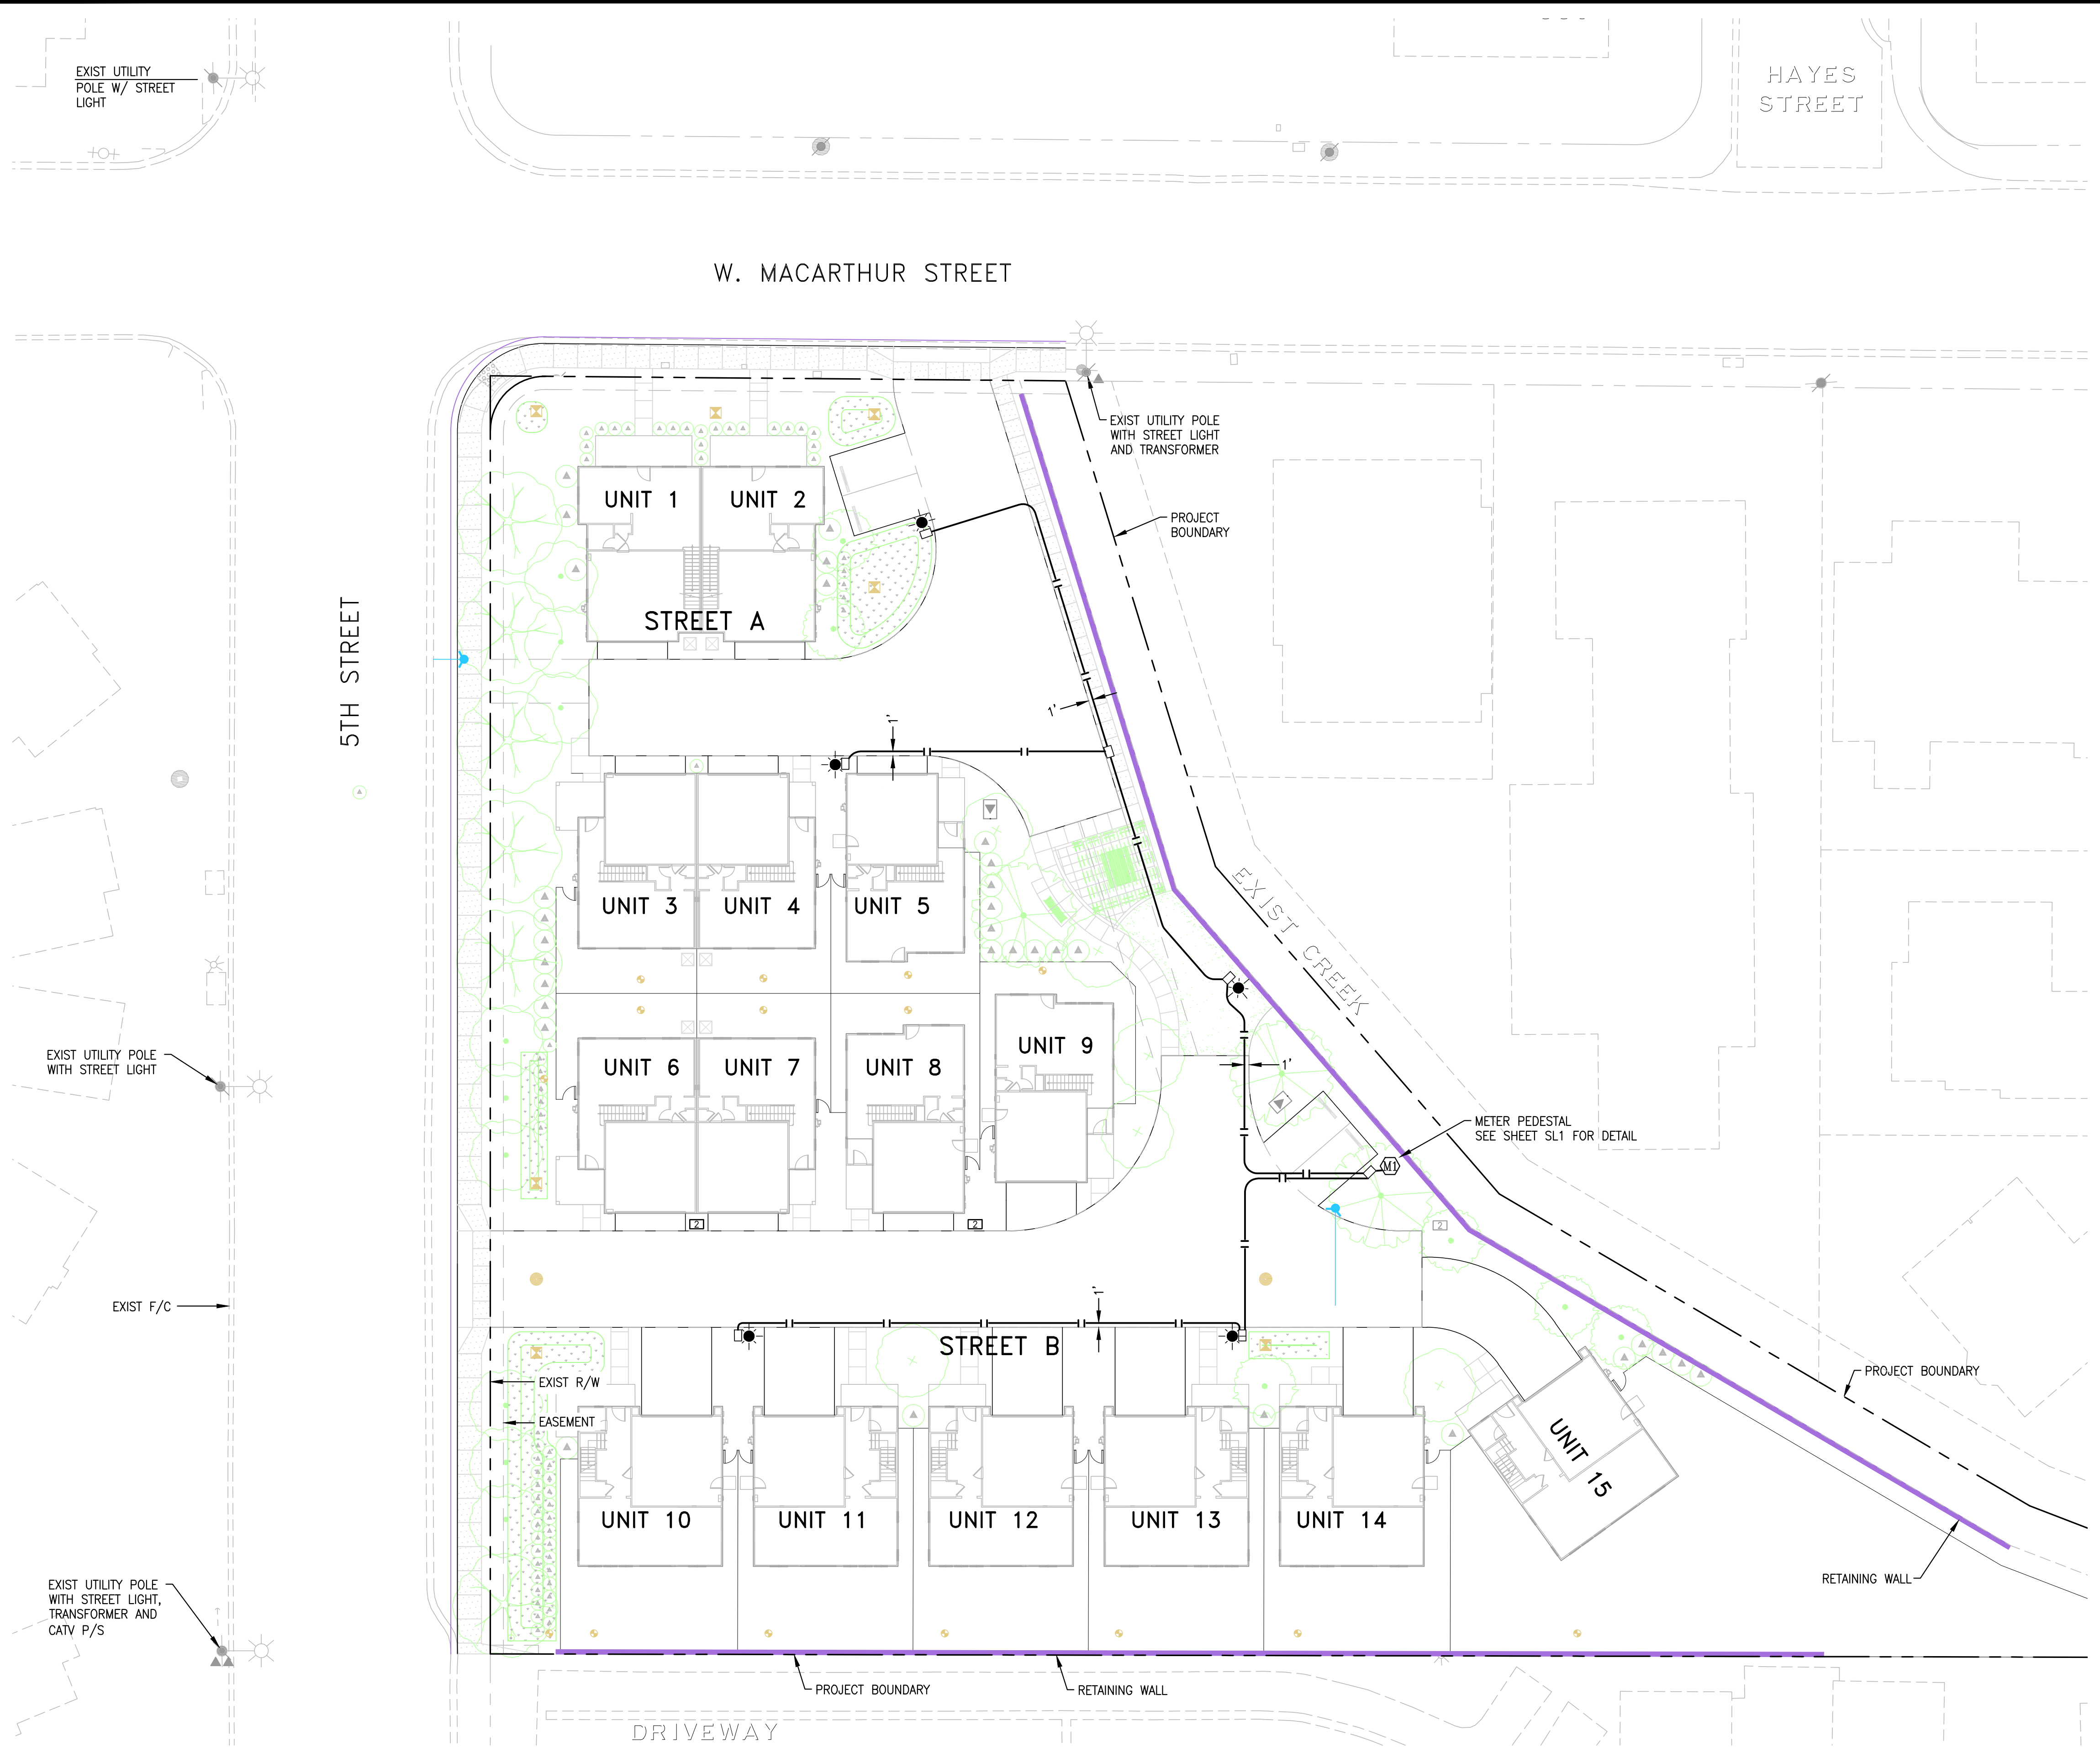 EXIST UTILITY
POLE W/ STREET
LIGHT
HAYES
STREET
W. MACARTHUR STREET
EXIST UTILITY POLE
WITH STREET LIGHT
AND TRANSFORMER
UNIT 1
UNIT 2
PROJECT
BOUNDARY
STREET A
5TH STREET
1'
1'
UNIT 3
UNIT 4
UNIT 5
EXIST CREEK
EXIST UTILITY POLE
WITH STREET LIGHT
UNIT 6
UNIT 7
UNIT 8
UNIT 9
1'
METER PEDESTAL
SEE SHEET SL1 FOR DETAIL
M1
2
2
2
EXIST F/C
1'
STREET B
EXIST R/W
PROJECT BOUNDARY
EASEMENT
UNIT 15
UNIT 10
UNIT 11
UNIT 12
UNIT 13
UNIT 14
RETAINING WALL
EXIST UTILITY POLE
WITH STREET LIGHT,
TRANSFORMER AND
CATV P/S
PROJECT BOUNDARY
RETAINING WALL
DRIVEWAY